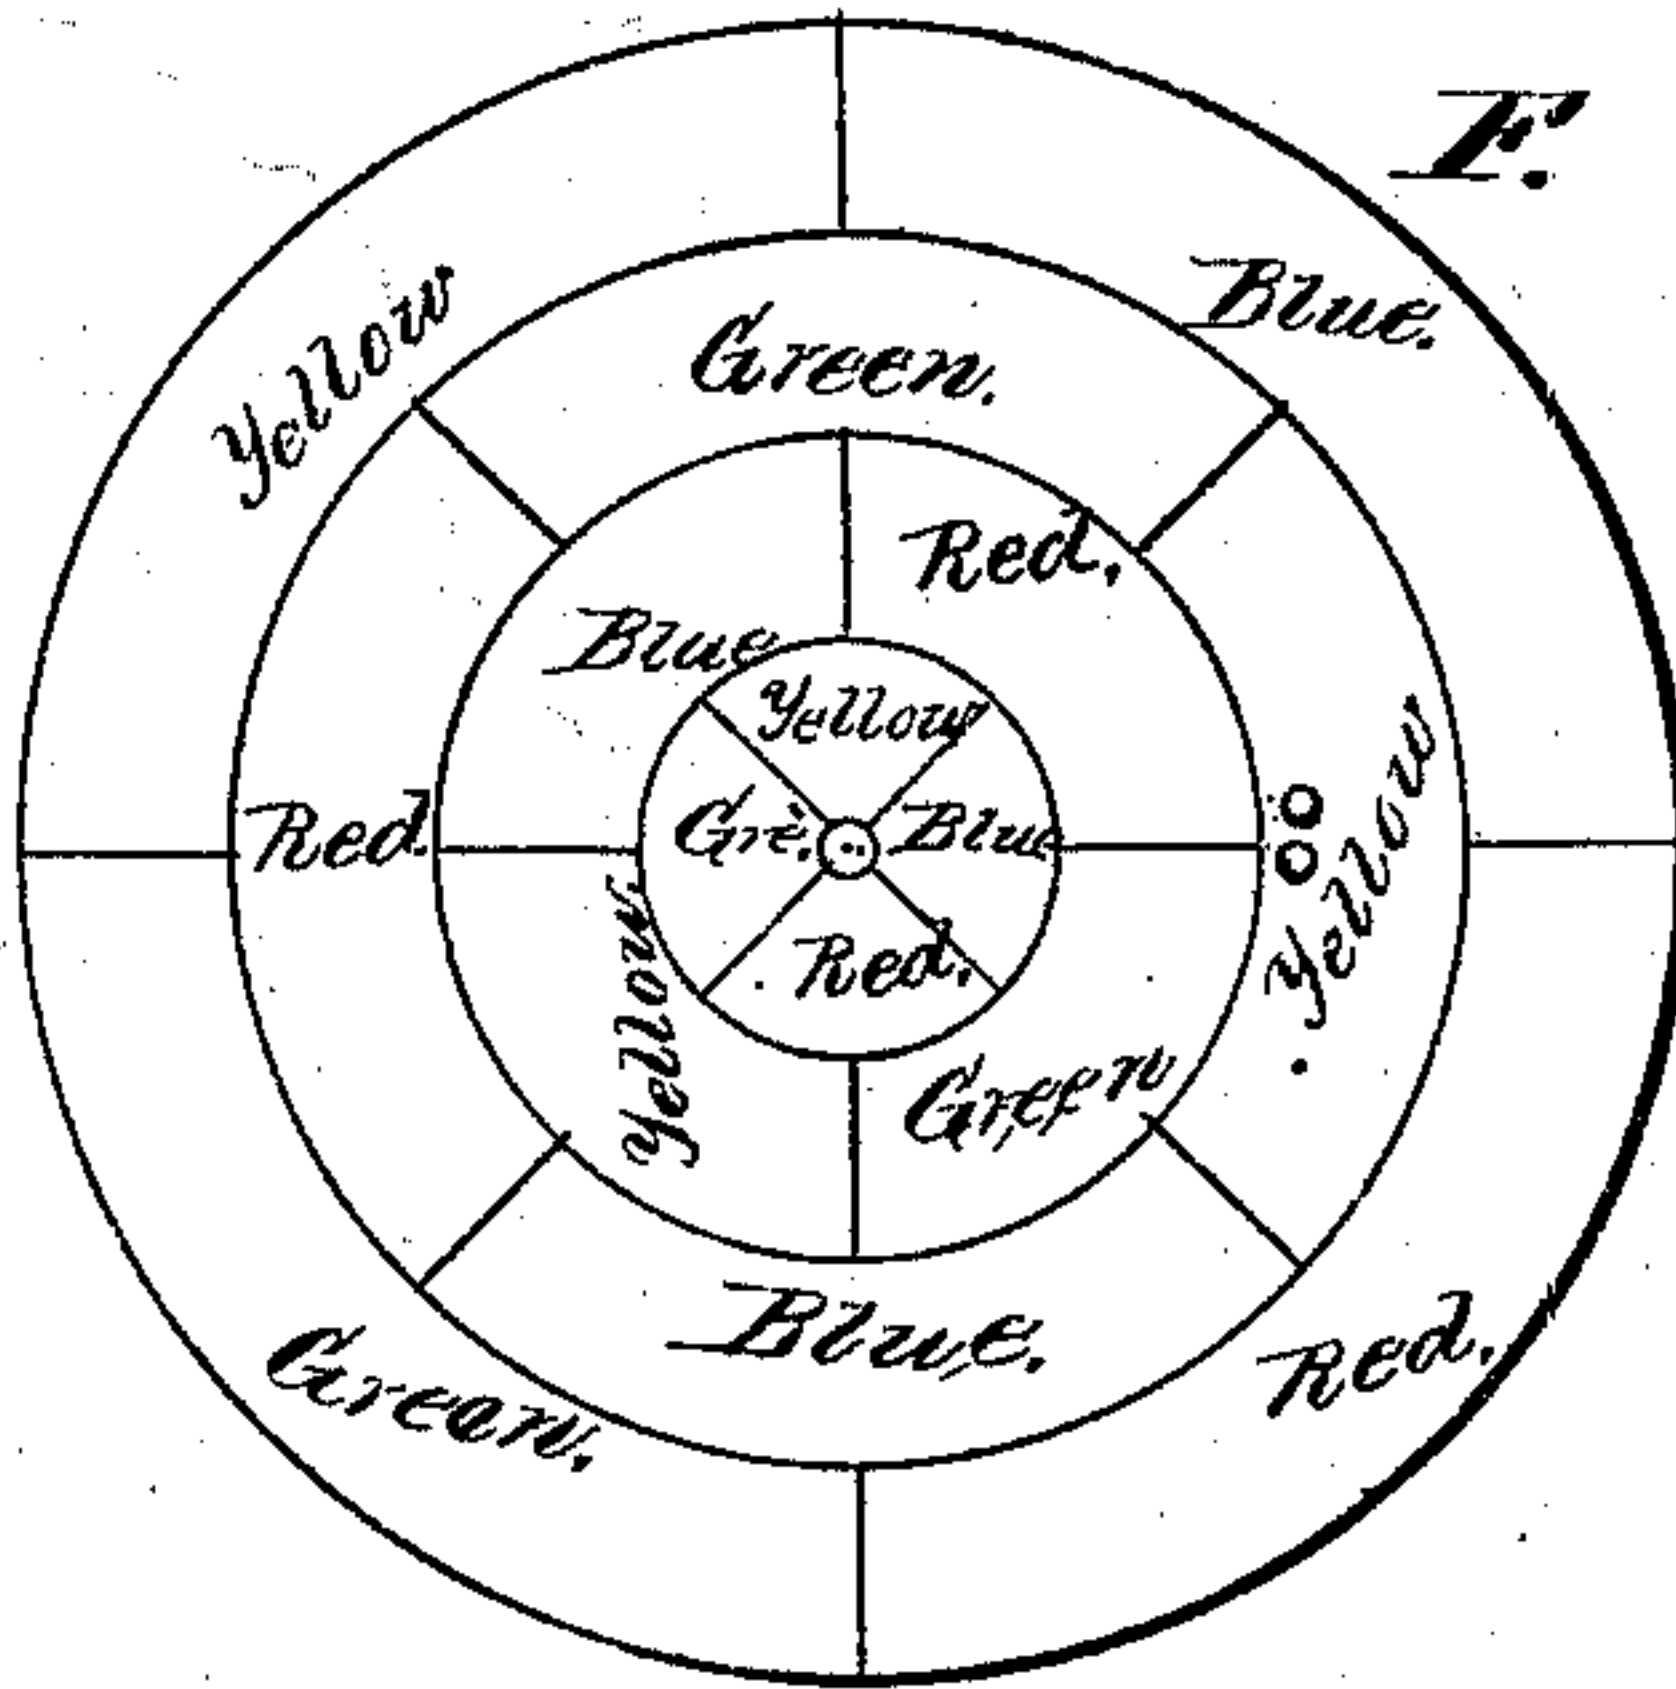 F.
Yellow
Blue.
Green.
Red.
Blue
Yellow
Red.
Gre.
Blue
Yellow
Red.
Yellow
Green
Blue.
Green.
Red.